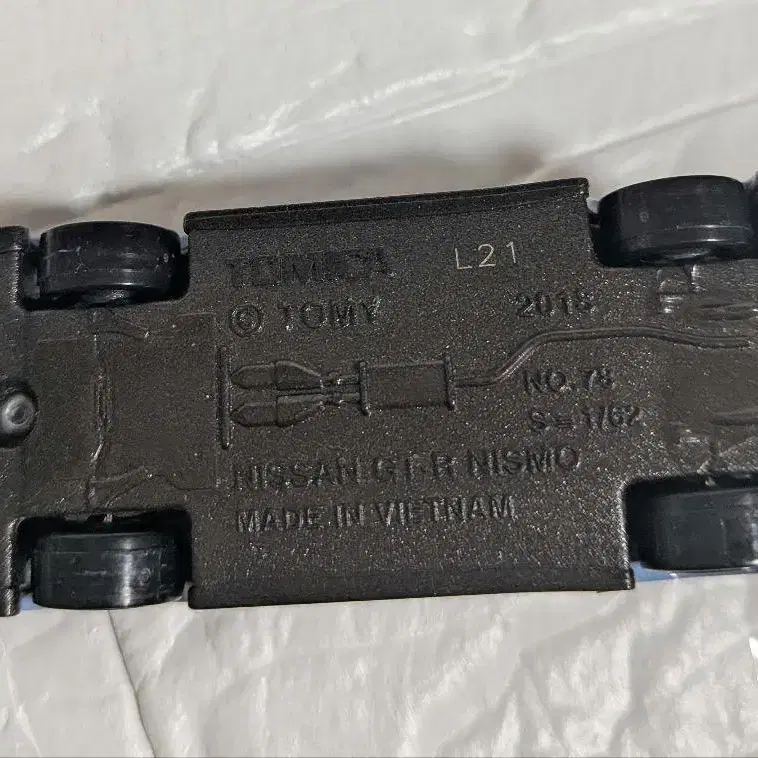 TOMICA L21
© TOMY 2018
NO.78
S=1/62
NISSAN GT-R NISMO
MADE IN VIETNAM